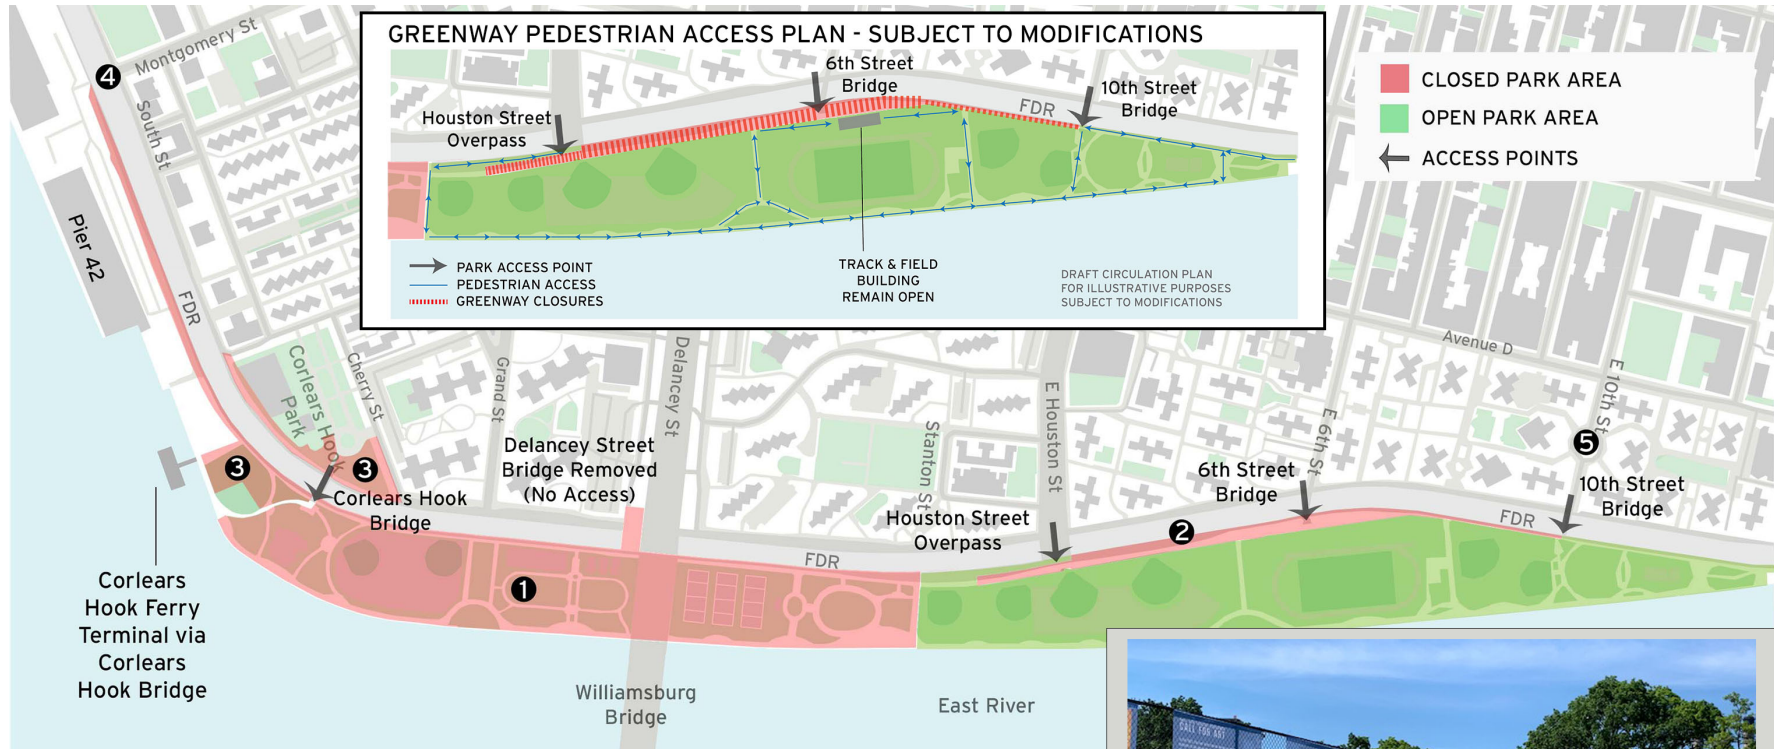 GREENWAY PEDESTRIAN ACCESS PLAN - SUBJECT TO MODIFICATIONS
6th Street
Bridge
10th Street
Bridge
Houston Street
Overpass
FDR
PARK ACCESS POINT
PEDESTRIAN ACCESS
GREENWAY CLOSURES
TRACK & FIELD
BUILDING
REMAIN OPEN
DRAFT CIRCULATION PLAN
FOR ILLUSTRATIVE PURPOSES
SUBJECT TO MODIFICATIONS
CLOSED PARK AREA
OPEN PARK AREA
ACCESS POINTS
4
Montgomery St
South St
Pier 42
FDR
Corlears Hook
Park
Cherry St
Grand St
Delancey St
E Houston St
Stanton St
Avenue D
E 6th St
E 10th St
5
3
3
Corlears Hook
Bridge
Delancey Street
Bridge Removed
(No Access)
6th Street
Bridge
10th Street
Bridge
Houston Street
Overpass
2
FDR
FDR
1
Corlears
Hook Ferry
Terminal via
Corlears
Hook Bridge
Williamsburg
Bridge
East River
CALL FOR ART